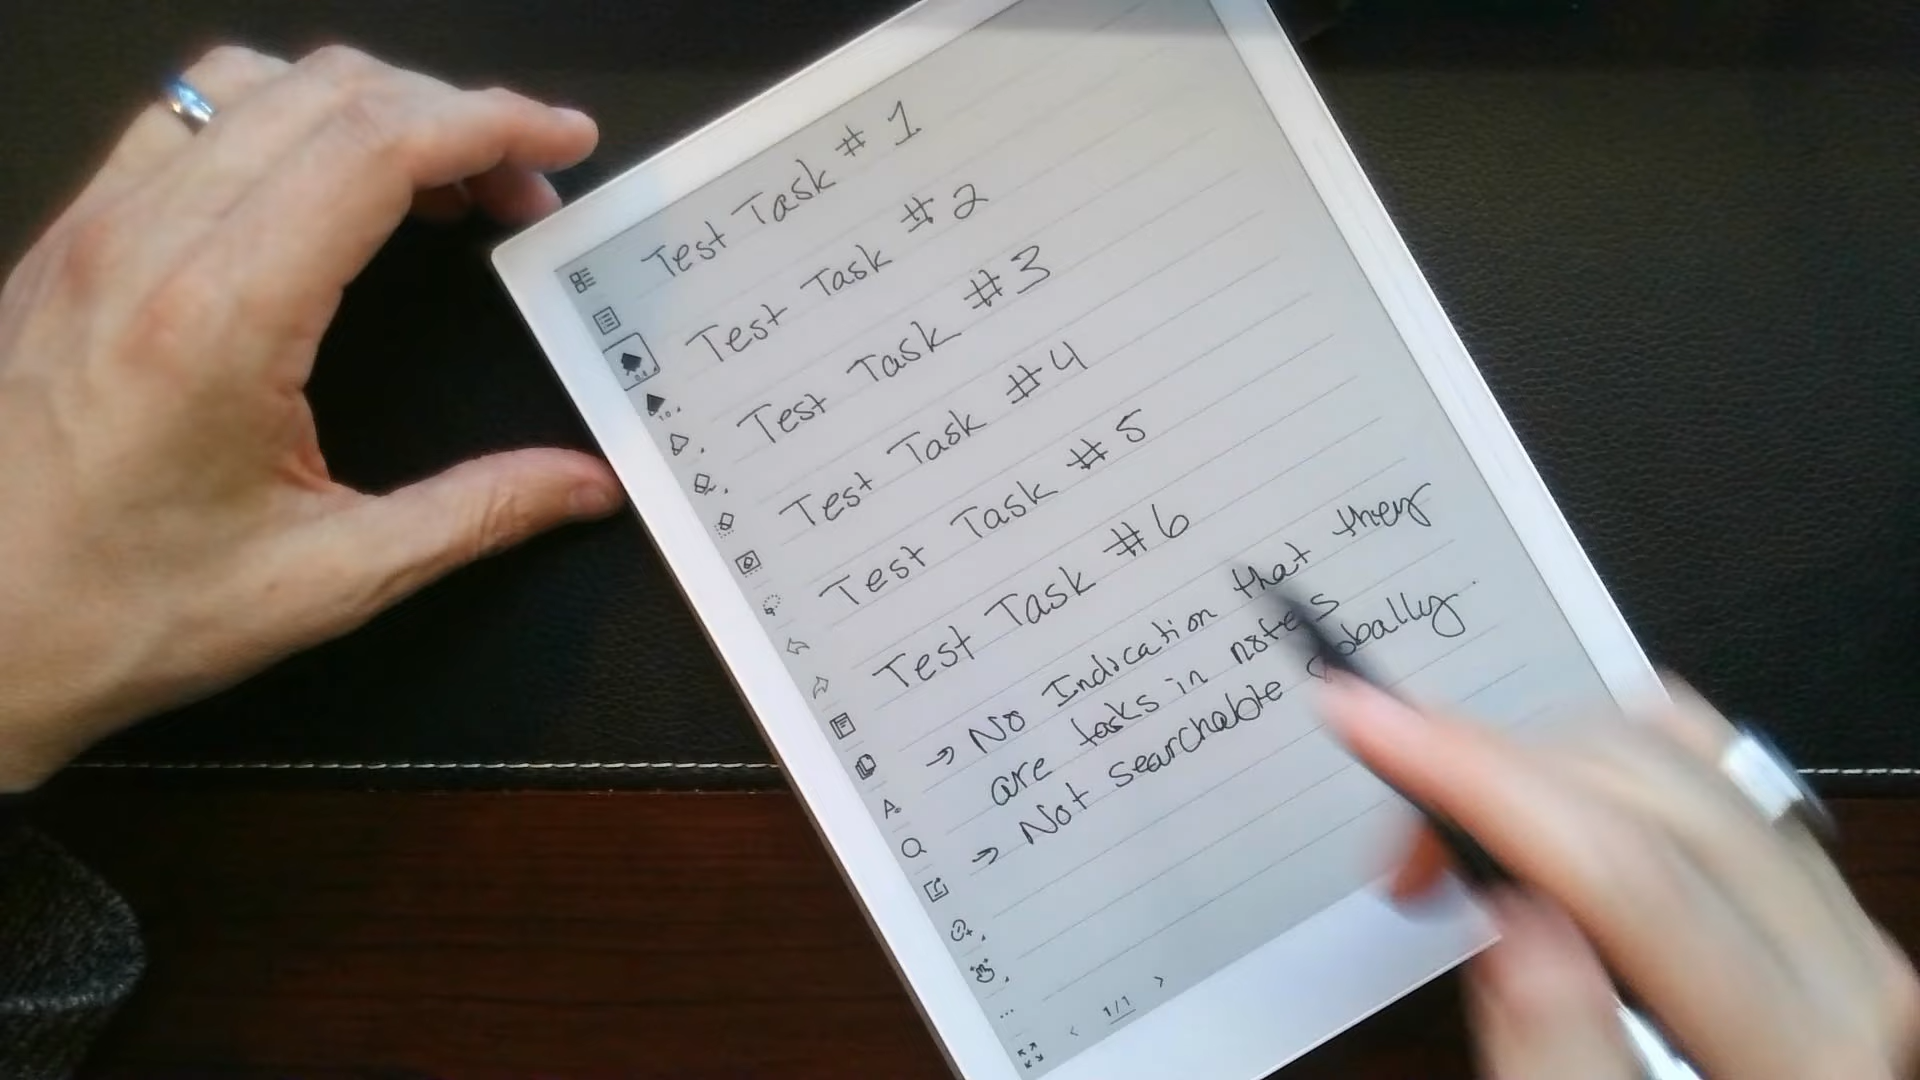 Test Task # 1
Test Task # 2
Test Task #3
Test Task #4
Test Task # 5
Test Task #6
→ No Indication that they
are tasks in notes
→ Not searchable globally.
1/1